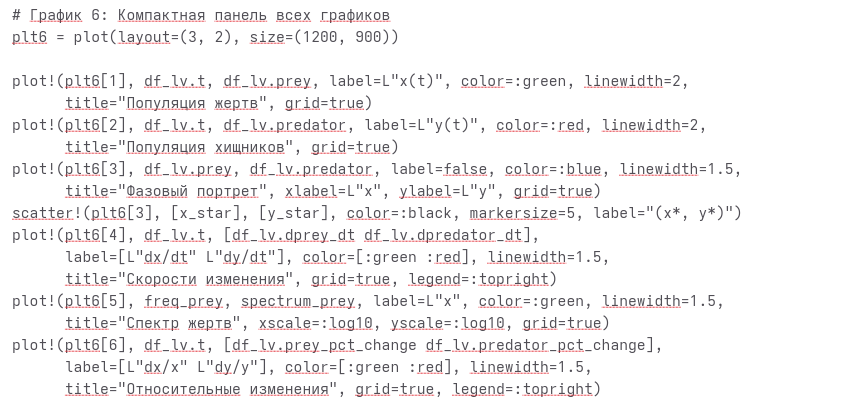 # График 6: Компактная панель всех графиков
plt6 = plot(layout=(3, 2), size=(1200, 900))
plot!(plt6[1], df_lv.t, df_lv.prey, label=L"x(t)", color=:green, linewidth=2,
title="Популяция жертв", grid=true)
plot!(plt6[2], df_lv.t, df_lv.predator, label=L"y(t)", color=:red, linewidth=2,
title="Популяция хищников", grid=true)
plot!(plt6[3], df_lv.prey, df_lv.predator, label=false, color=:blue, linewidth=1.5,
title="Фазовый портрет", xlabel=L"x", ylabel=L"y", grid=true)
scatter!(plt6[3], [x_star], [y_star], color=:black, markersize=5, label="(x*, y*)")
plot!(plt6[4], df_lv.t, [df_lv.dprey_dt df_lv.dpredator_dt],
label=[L"dx/dt" L"dy/dt"], color=[:green :red], linewidth=1.5,
title="Скорости изменения", grid=true, legend=:topright)
plot!(plt6[5], freq_prey, spectrum_prey, label=L"x", color=:green, linewidth=1.5,
title="Спектр жертв", xscale=:log10, yscale=:log10, grid=true)
plot!(plt6[6], df_lv.t, [df_lv.prey_pct_change df_lv.predator_pct_change],
label=[L"dx/x" L"dy/y"], color=[:green :red], linewidth=1.5,
title="Относительные изменения", grid=true, legend=:topright)